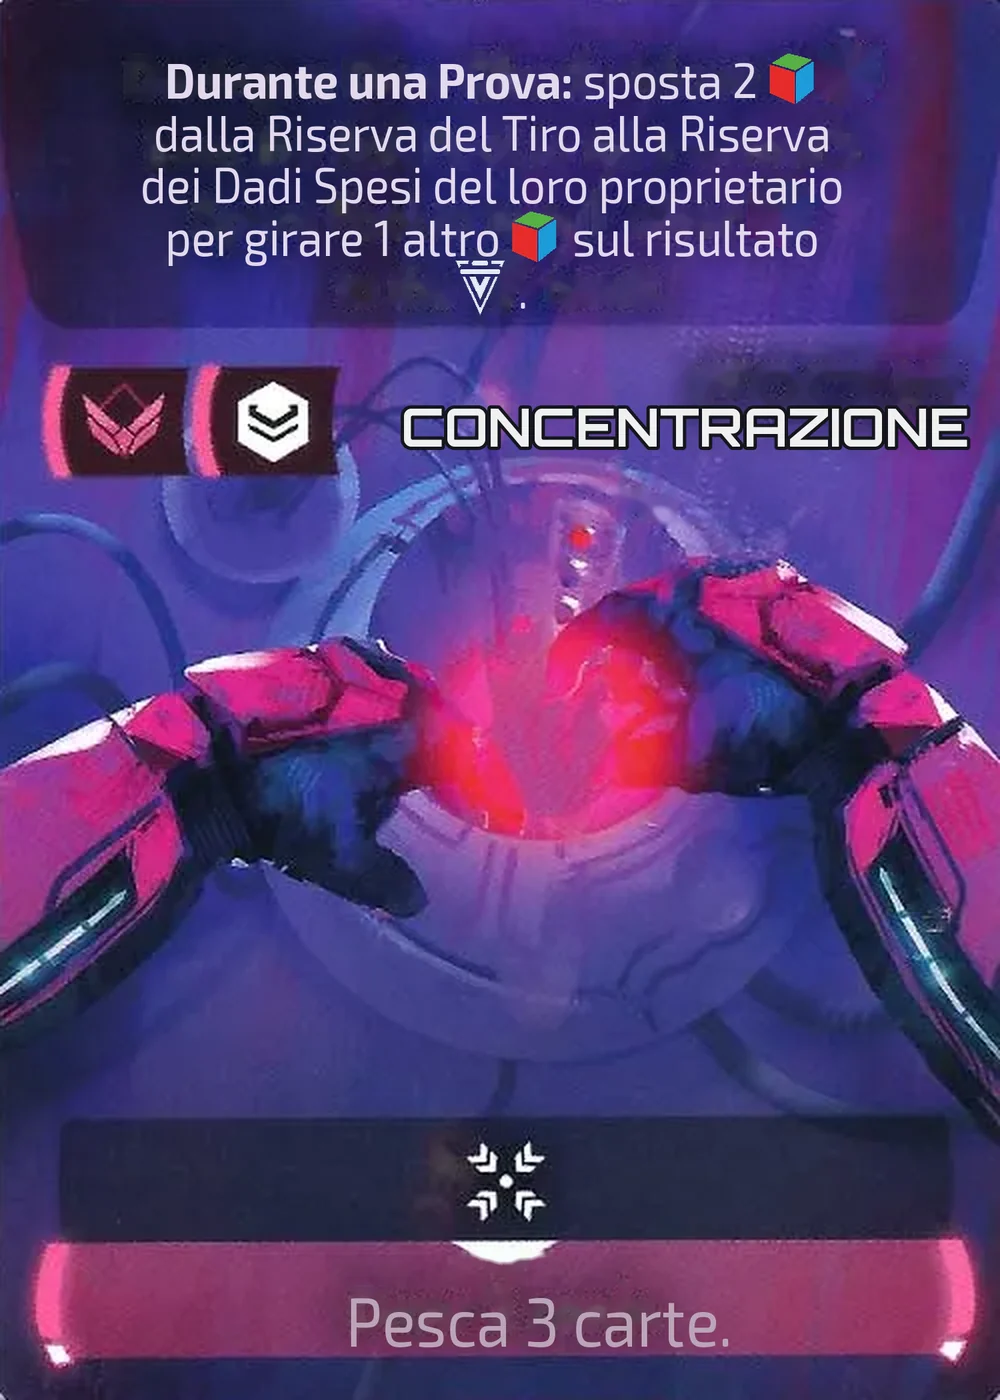 Durante una Prova: sposta 2
dalla Riserva del Tiro alla Riserva
dei Dadi Spesi del loro proprietario
per girare 1 altro sul risultato
.
CONCENTRAZIONE
Pesca 3 carte.